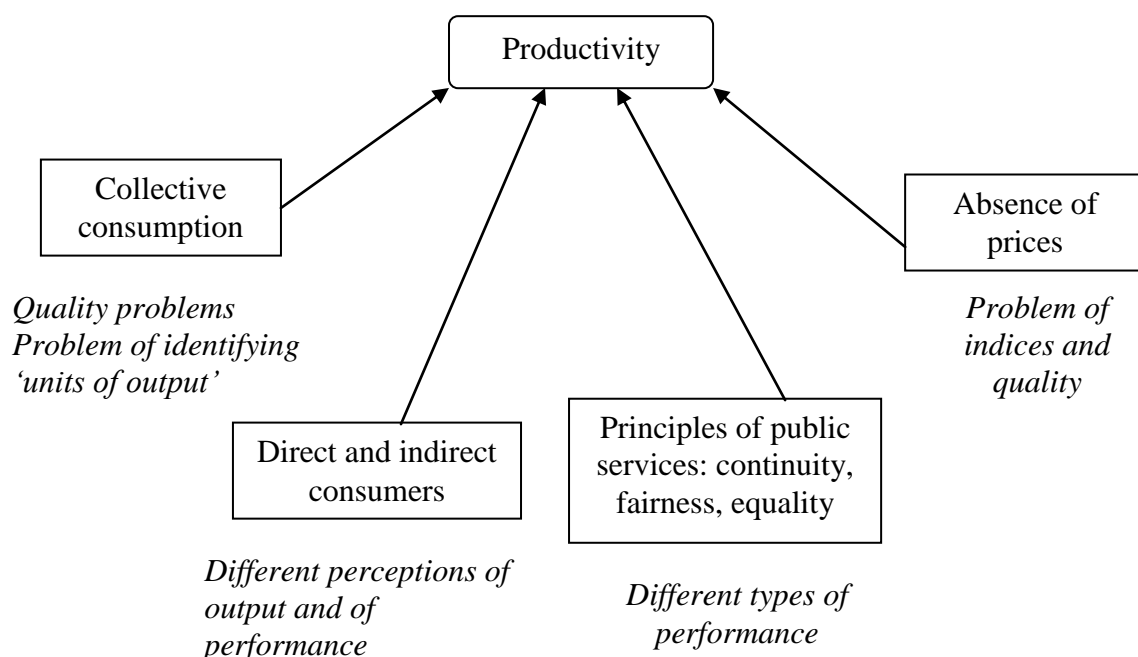 Productivity
Collective
consumption
Absence of
prices
Quality problems
Problem of identifying
‘units of output’
Problem of
indices and
quality
Direct and indirect
consumers
Principles of public
services: continuity,
fairness, equality
Different perceptions of
output and of
performance
Different types of
performance